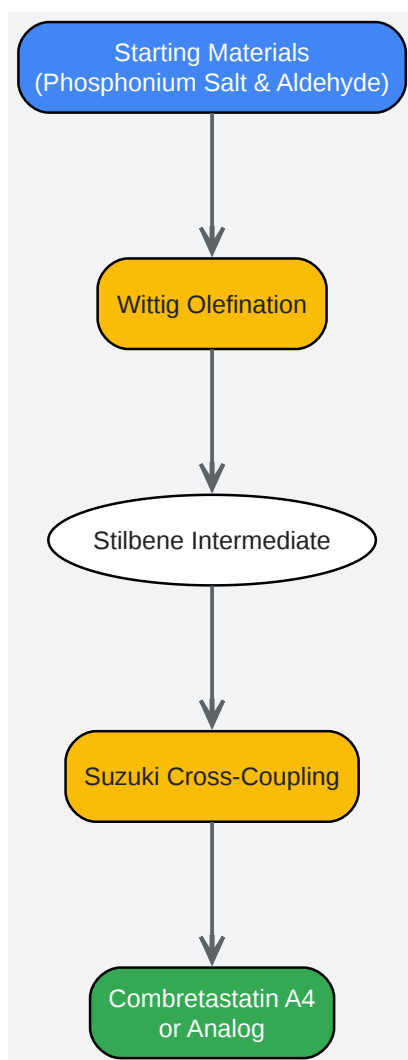 Starting Materials
(Phosphonium Salt & Aldehyde)
Wittig Olefination
Stilbene Intermediate
Suzuki Cross-Coupling
Combretastatin A4
or Analog